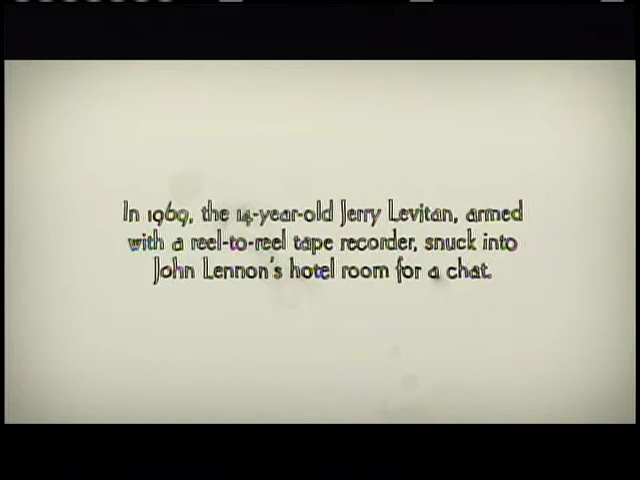 In 1969, the 14-year-old Jerry Levitan, armed
with a reel-to-reel tape recorder, snuck into
John Lennon's hotel room for a chat.